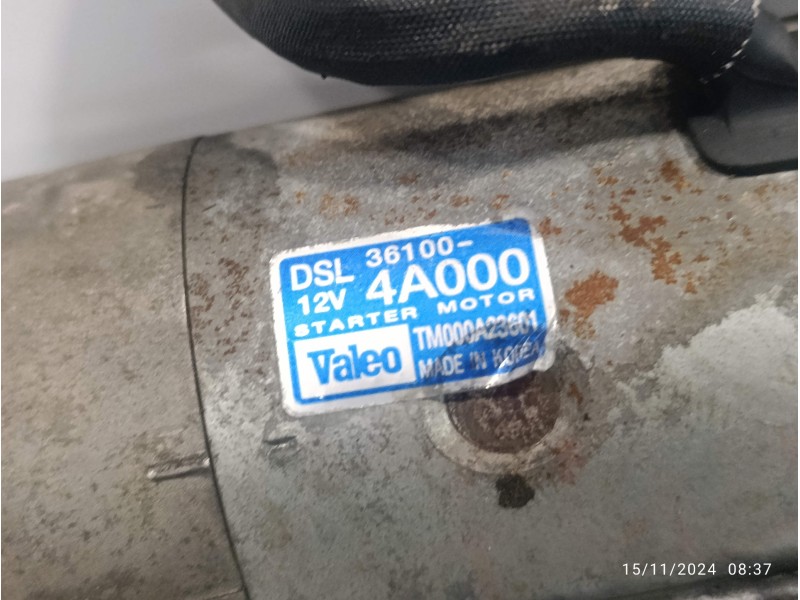 DSL 36100-
12V 4A000
STARTER MOTOR
Valeo TM000A23601
MADE IN KOREA
15/11/2024 08:37